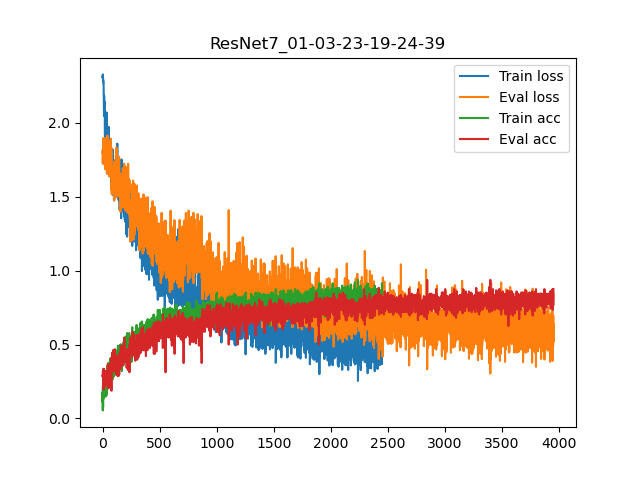 ResNet7_01-03-23-19-24-39
Train loss
Eval loss
Train acc
Eval acc
2.0
1.5
1.0
0.5
0.0
0 500 1000 1500 2000 2500 3000 3500 4000